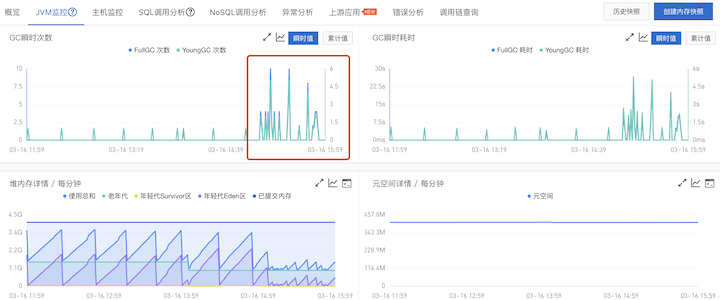 概览 JVM监控 ? 主机监控 SQL调用分析 ? NoSQL调用分析 异常分析 上游应用 NEW 错误分析 调用链查询 历史快照 创建内存快照
GC瞬时次数 瞬时值 累计值
FullGC 次数 YoungGC 次数
10 6
7.5 4.5
5 3
2.5 1.5
0 0
03-16 11:59 03-16 13:19 03-16 14:39 03-16 15:59
GC瞬时耗时 瞬时值 累计值
FullGC 耗时 YoungGC 耗时
30s 6s
22.5s 4.5s
15s 3s
7.5s 1.5s
0ms 0ms
03-16 11:59 03-16 13:19 03-16 14:39 03-16 15:59
堆内存详情 / 每分钟
使用总和 老年代 年轻代Survivor区 年轻代Eden区 已提交内存
4.5G
3.4G
2.2G
1.1G
0
03-16 11:59 03-16 12:59 03-16 13:59 03-16 14:59 03-16 15:59
元空间详情 / 每分钟
元空间
457.8M
343.3M
228.9M
114.4M
0
03-16 11:59 03-16 12:59 03-16 13:59 03-16 14:59 03-16 15:59